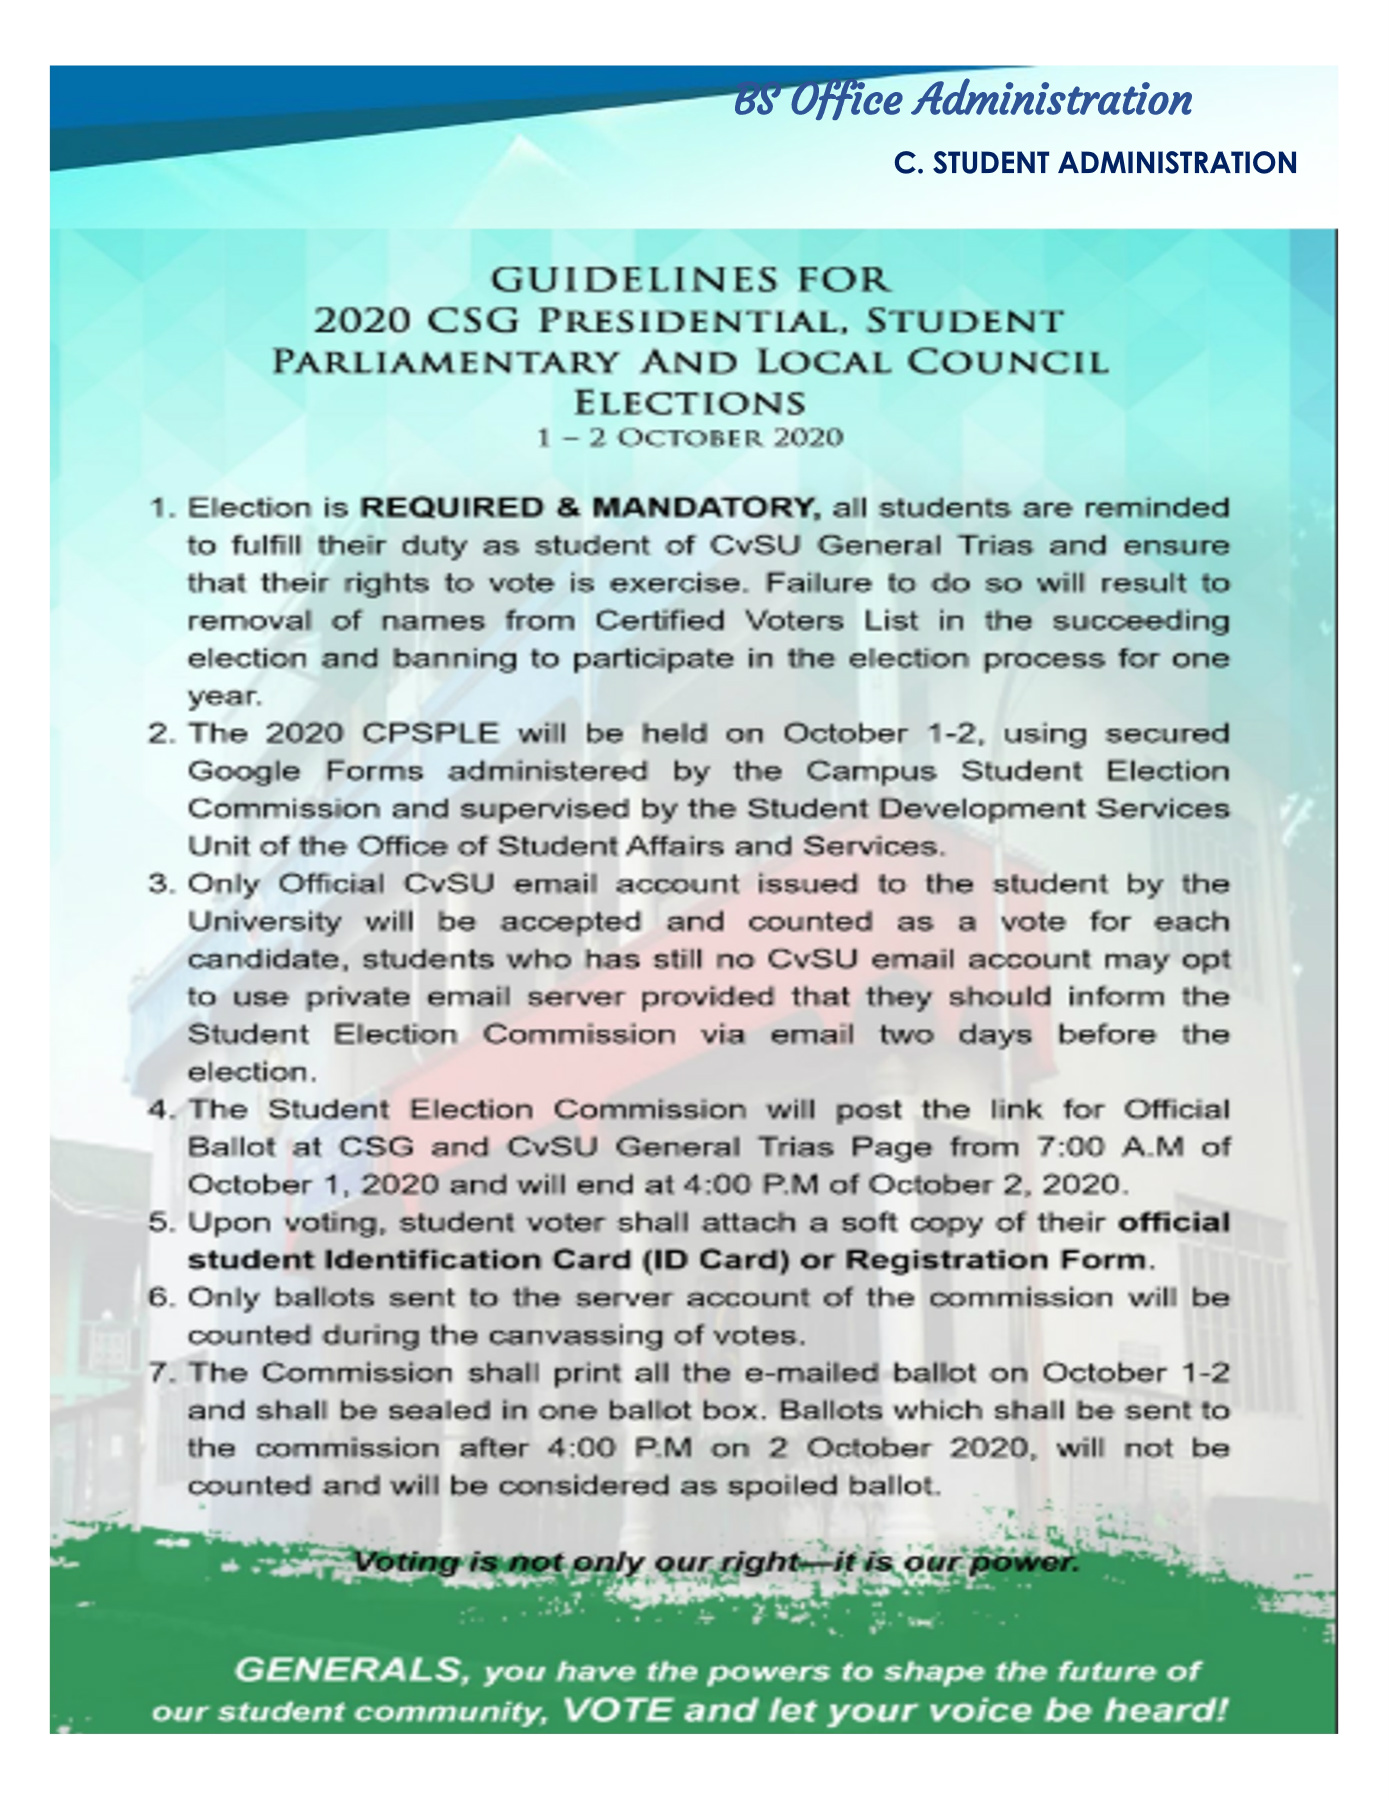 BS Office Administration
C. STUDENT ADMINISTRATION
GUIDELINES FOR
2020 CSG PRESIDENTIAL, STUDENT
PARLIAMENTARY AND LOCAL COUNCIL
ELECTIONS
1 – 2 OCTOBER 2020
1. Election is REQUIRED & MANDATORY, all students are reminded
to fulfill their duty as student of CvSU General Trias and ensure
that their rights to vote is exercise. Failure to do so will result to
removal of names from Certified Voters List in the succeeding
election and banning to participate in the election process for one
year.
2. The 2020 CPSPLE will be held on October 1-2, using secured
Google Forms administered by the Campus Student Election
Commission and supervised by the Student Development Services
Unit of the Office of Student Affairs and Services.
3. Only Official CvSU email account issued to the student by the
University will be accepted and counted as a vote for each
candidate, students who has still no CvSU email account may opt
to use private email server provided that they should inform the
Student Election Commission via email two days before the
election.
4. The Student Election Commission will post the link for Official
Ballot at CSG and CvSU General Trias Page from 7:00 A.M of
October 1, 2020 and will end at 4:00 P.M of October 2, 2020.
5. Upon voting, student voter shall attach a soft copy of their official
student Identification Card (ID Card) or Registration Form.
6. Only ballots sent to the server account of the commission will be
counted during the canvassing of votes.
7. The Commission shall print all the e-mailed ballot on October 1-2
and shall be sealed in one ballot box. Ballots which shall be sent to
the commission after 4:00 P.M on 2 October 2020, will not be
counted and will be considered as spoiled ballot.
Voting is not only our right—it is our power.
GENERALS, you have the powers to shape the future of
our student community, VOTE and let your voice be heard!